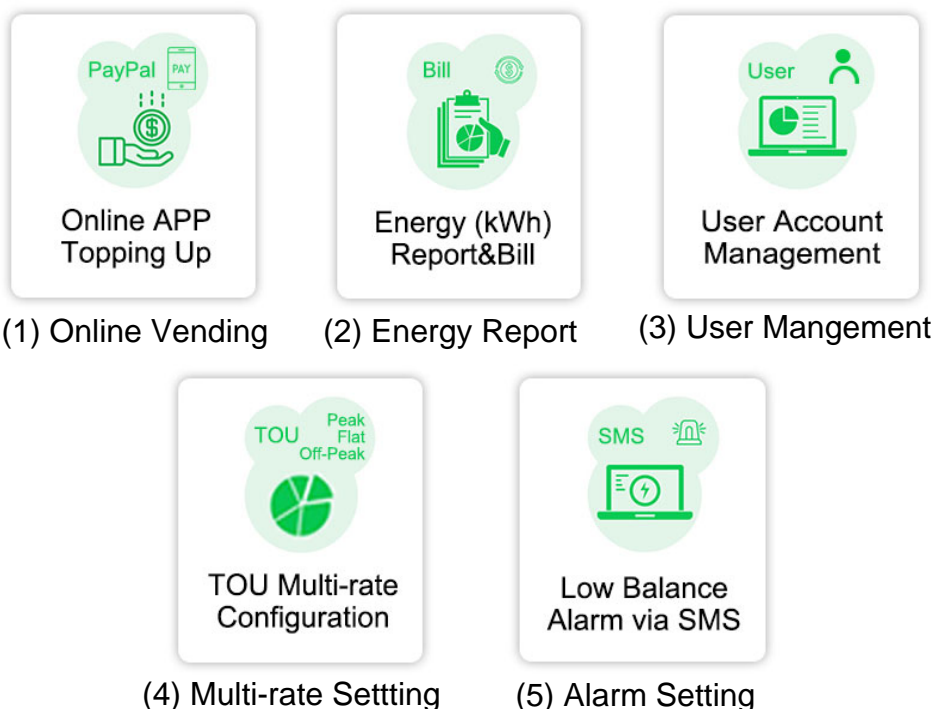 PayPal
PAY
Online APP
Topping Up
(1) Online Vending
Bill
Energy (kWh)
Report&Bill
(2) Energy Report
User
User Account
Management
(3) User Mangement
TOU
Peak
Flat
Off-Peak
TOU Multi-rate
Configuration
(4) Multi-rate Settting
SMS
Low Balance
Alarm via SMS
(5) Alarm Setting